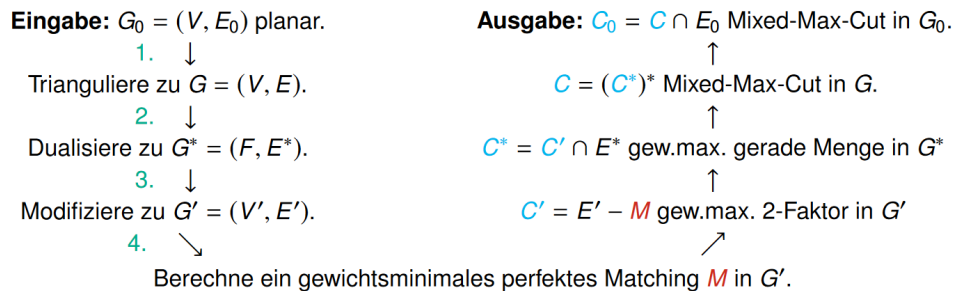 Eingabe: G₀ = (V, E₀) planar.
1. ↓
Trianguliere zu G = (V, E).
2. ↓
Dualisiere zu G* = (F, E*).
3. ↓
Modifiziere zu G′ = (V′, E′).
4. ↘
Berechne ein gewichtsminimales perfektes Matching M in G′.
↗
C′ = E′ − M gew.max. 2-Faktor in G′
↑
C* = C′ ∩ E* gew.max. gerade Menge in G*
↑
C = (C*)* Mixed-Max-Cut in G.
↑
Ausgabe: C₀ = C ∩ E₀ Mixed-Max-Cut in G₀.